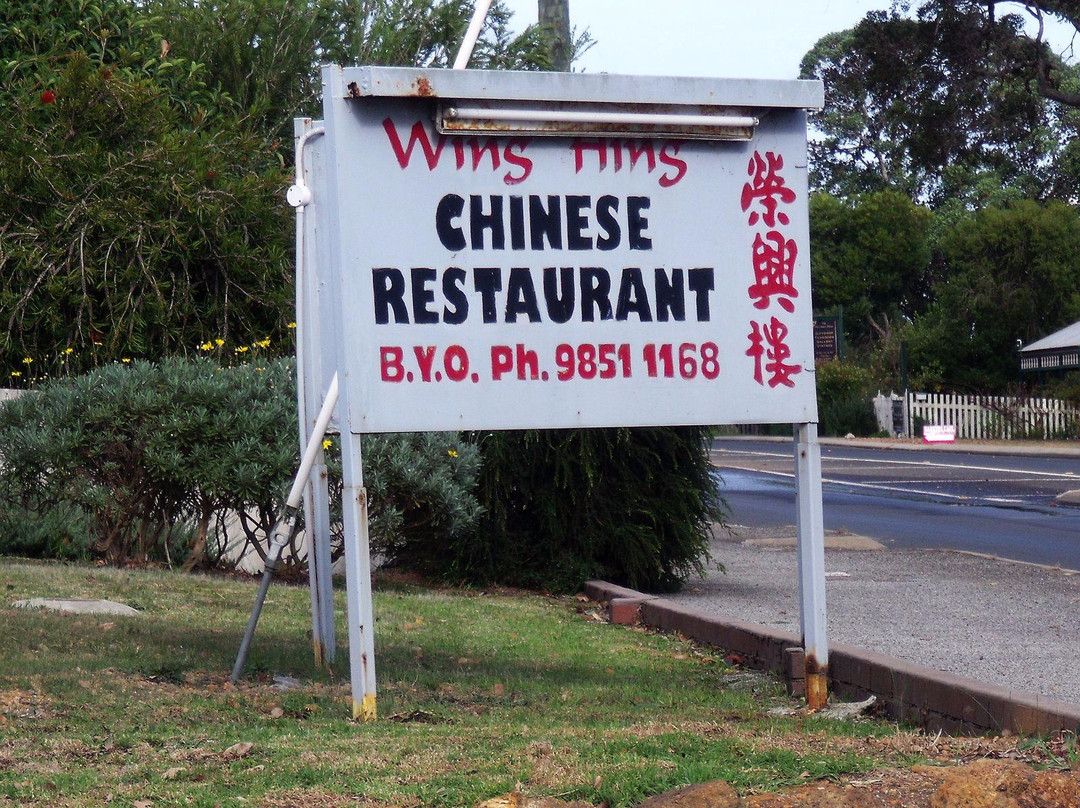 Wing Hing
CHINESE
RESTAURANT
B.Y.O. Ph. 9851 1168
榮興樓